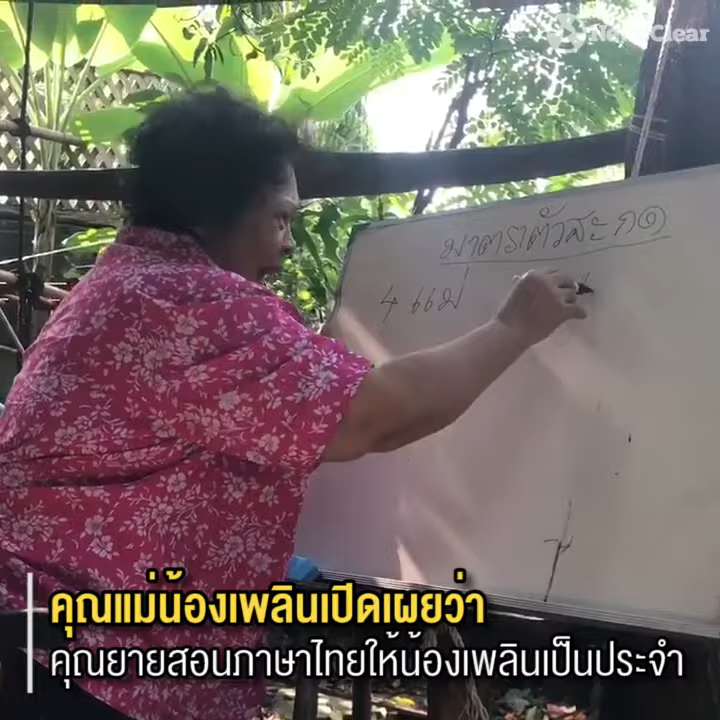 มาตราตัวสะกด
4 แม่
คุณแม่น้องเพลินเปิดเผยว่า
คุณยายสอนภาษาไทยให้น้องเพลินเป็นประจำ